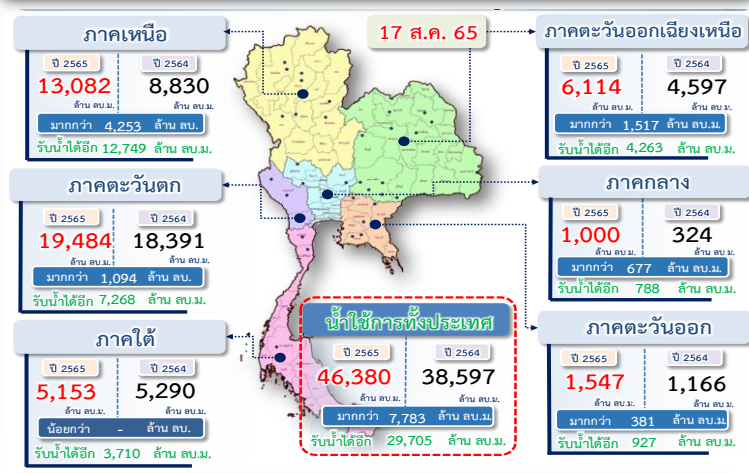 ภาคเหนือ
ปี 2565 ปี 2564
13,082 8,830
ล้าน ลบ.ม. ล้าน ลบ.ม.
มากกว่า 4,253 ล้าน ลบ.
รับน้ำได้อีก 12,749 ล้าน ลบ.ม.
17 ส.ค. 65
ภาคตะวันออกเฉียงเหนือ
ปี 2565 ปี 2564
6,114 4,597
ล้าน ลบ.ม. ล้าน ลบ.ม.
มากกว่า 1,517 ล้าน ลบ.ม.
รับน้ำได้อีก 4,263 ล้าน ลบ.ม.
ภาคตะวันตก
ปี 2565 ปี 2564
19,484 18,391
ล้าน ลบ.ม. ล้าน ลบ.ม.
มากกว่า 1,094 ล้าน ลบ.
รับน้ำได้อีก 7,268 ล้าน ลบ.ม.
ภาคกลาง
ปี 2565 ปี 2564
1,000 324
ล้าน ลบ.ม. ล้าน ลบ.ม.
มากกว่า 677 ล้าน ลบ.ม.
รับน้ำได้อีก 788 ล้าน ลบ.ม.
ภาคใต้
ปี 2565 ปี 2564
5,153 5,290
ล้าน ลบ.ม. ล้าน ลบ.ม.
น้อยกว่า - ล้าน ลบ.
รับน้ำได้อีก 3,710 ล้าน ลบ.ม.
น้ำใช้การทั้งประเทศ
ปี 2565 ปี 2564
46,380 38,597
ล้าน ลบ.ม. ล้าน ลบ.ม.
มากกว่า 7,783 ล้าน ลบ.ม.
รับน้ำได้อีก 29,705 ล้าน ลบ.ม.
ภาคตะวันออก
ปี 2565 ปี 2564
1,547 1,166
ล้าน ลบ.ม. ล้าน ลบ.ม.
มากกว่า 381 ล้าน ลบ.ม.
รับน้ำได้อีก 927 ล้าน ลบ.ม.